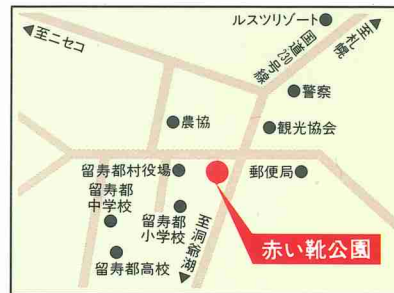 ルスツリゾート
至ニセコ
国道230号線
至札幌
警察
農協
観光協会
留寿都村役場
郵便局
留寿都
中学校
留寿都
小学校
至洞爺湖
留寿都高校
赤い靴公園